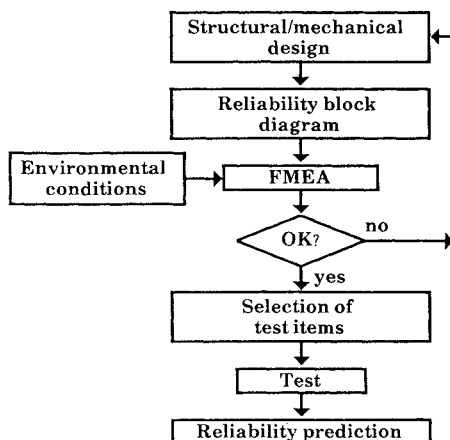 Structural/mechanical
design
Reliability block
diagram
Environmental
conditions
FMEA
OK?
no
yes
Selection of
test items
Test
Reliability prediction